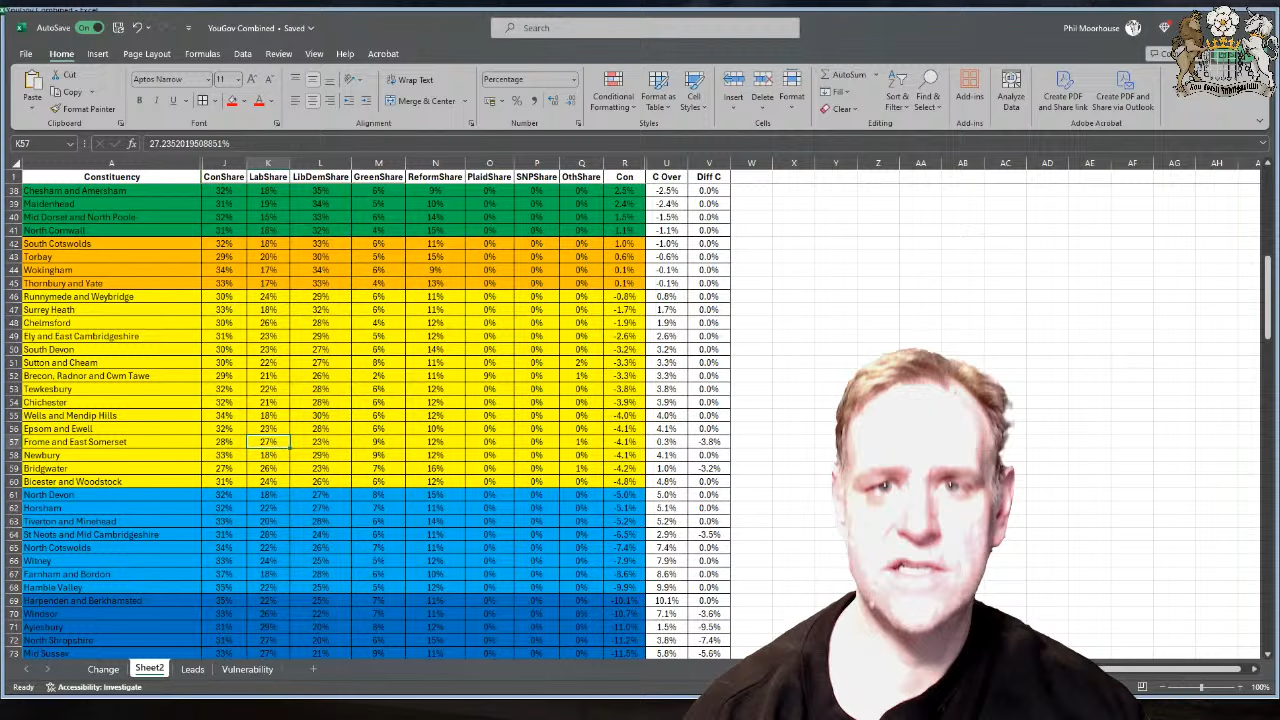 YouGov Combined - Excel
AutoSave On YouGov Combined • Saved Search Phil Moorhouse
File Home Insert Page Layout Formulas Data Review View Help Acrobat
Paste Cut Copy Format Painter
Aptos Narrow 11
Wrap Text Merge & Center
Percentage
Conditional Formatting Format as Table Cell Styles
Insert Delete Format
AutoSum Fill Clear
Sort & Filter Find & Select
Add-ins
Analyze Data
Create PDF and Share link Create PDF and Share via Outlook
Clipboard Font Alignment Number Styles Cells Editing Add-ins Adobe Acrobat
K57 fx 27.2352019508851%
A J K L M N O P Q R U V W X Y Z AA AB AC AD AE AF AG AH
1 Constituency ConShare LabShare LibDemShare GreenShare ReformShare PlaidShare SNPShare OthShare Con C Over Diff C
38 Chesham and Amersham 32% 18% 35% 6% 9% 0% 0% 0% 2.5% -2.5% 0.0%
39 Maidenhead 31% 19% 34% 5% 10% 0% 0% 0% 2.4% -2.4% 0.0%
40 Mid Dorset and North Poole 32% 15% 33% 6% 14% 0% 0% 0% 1.5% -1.5% 0.0%
41 North Cornwall 31% 18% 32% 4% 15% 0% 0% 0% 1.1% -1.1% 0.0%
42 South Cotswolds 32% 18% 33% 6% 11% 0% 0% 0% 1.0% -1.0% 0.0%
43 Torbay 29% 20% 30% 5% 15% 0% 0% 0% 0.6% -0.6% 0.0%
44 Wokingham 34% 17% 34% 6% 9% 0% 0% 0% 0.1% -0.1% 0.0%
45 Thornbury and Yate 33% 17% 33% 4% 13% 0% 0% 0% 0.1% -0.1% 0.0%
46 Runnymede and Weybridge 30% 24% 29% 6% 11% 0% 0% 0% -0.8% 0.8% 0.0%
47 Surrey Heath 33% 18% 32% 6% 11% 0% 0% 0% -1.7% 1.7% 0.0%
48 Chelmsford 30% 26% 28% 4% 12% 0% 0% 0% -1.9% 1.9% 0.0%
49 Ely and East Cambridgeshire 31% 23% 29% 5% 12% 0% 0% 0% -2.6% 2.6% 0.0%
50 South Devon 30% 23% 27% 6% 14% 0% 0% 0% -3.2% 3.2% 0.0%
51 Sutton and Cheam 30% 22% 27% 8% 11% 0% 0% 2% -3.3% 3.3% 0.0%
52 Brecon, Radnor and Cwm Tawe 29% 21% 26% 2% 11% 9% 0% 1% -3.3% 3.3% 0.0%
53 Tewkesbury 32% 22% 28% 6% 12% 0% 0% 0% -3.8% 3.8% 0.0%
54 Chichester 32% 21% 28% 6% 12% 0% 0% 0% -3.9% 3.9% 0.0%
55 Wells and Mendip Hills 34% 18% 30% 6% 12% 0% 0% 0% -4.0% 4.0% 0.0%
56 Epsom and Ewell 32% 23% 28% 6% 10% 0% 0% 0% -4.1% 4.1% 0.0%
57 Frome and East Somerset 28% 27% 23% 9% 12% 0% 0% 1% -4.1% 0.3% -3.8%
58 Newbury 33% 18% 29% 9% 12% 0% 0% 0% -4.1% 4.1% 0.0%
59 Bridgwater 27% 26% 23% 7% 16% 0% 0% 1% -4.2% 1.0% -3.2%
60 Bicester and Woodstock 31% 24% 26% 6% 12% 0% 0% 0% -4.8% 4.8% 0.0%
61 North Devon 32% 18% 27% 8% 15% 0% 0% 0% -5.0% 5.0% 0.0%
62 Horsham 32% 22% 27% 7% 11% 0% 0% 0% -5.1% 5.1% 0.0%
63 Tiverton and Minehead 33% 20% 28% 6% 14% 0% 0% 0% -5.2% 5.2% 0.0%
64 St Neots and Mid Cambridgeshire 31% 28% 24% 6% 11% 0% 0% 0% -6.5% 2.9% -3.5%
65 North Cotswolds 34% 22% 26% 7% 11% 0% 0% 0% -7.4% 7.4% 0.0%
66 Witney 33% 24% 25% 6% 11% 0% 0% 0% -7.9% 7.9% 0.0%
67 Farnham and Bordon 37% 18% 28% 6% 10% 0% 0% 0% -8.6% 8.6% 0.0%
68 Hamble Valley 35% 22% 25% 5% 12% 0% 0% 0% -9.9% 9.9% 0.0%
69 Harpenden and Berkhamsted 35% 22% 25% 7% 11% 0% 0% 0% -10.1% 10.1% 0.0%
70 Windsor 33% 26% 22% 7% 11% 0% 0% 0% -10.7% 7.1% -3.6%
71 Aylesbury 31% 29% 20% 8% 12% 0% 0% 0% -11.0% 1.5% -9.5%
72 North Shropshire 31% 27% 20% 6% 15% 0% 0% 0% -11.2% 3.8% -7.4%
73 Mid Sussex 33% 27% 21% 9% 11% 0% 0% 0% -11.5% 5.8% -5.6%
Change Sheet2 Leads Vulnerability
Ready Accessibility: Investigate 100%